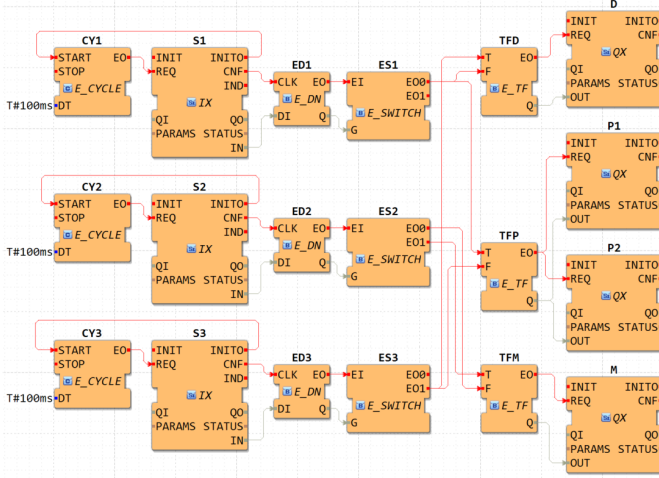 CY1
START EO
STOP
E_CYCLE
T#100ms DT
S1
INIT INITO
REQ CNF
IND
IX
QI QO
PARAMS STATUS
IN
ED1
CLK EO
E_DN
DI Q
ES1
EI EO0
EO1
E_SWITCH
G
TFD
T EO
F
E_TF
Q
D
INIT INITO
REQ CNF
QX
QI QO
PARAMS STATUS
OUT
CY2
START EO
STOP
E_CYCLE
T#100ms DT
S2
INIT INITO
REQ CNF
IND
IX
QI QO
PARAMS STATUS
IN
ED2
CLK EO
E_DN
DI Q
ES2
EI EO0
EO1
E_SWITCH
G
TFP
T EO
F
E_TF
Q
P1
INIT INITO
REQ CNF
QX
QI QO
PARAMS STATUS
OUT
P2
INIT INITO
REQ CNF
QX
QI QO
PARAMS STATUS
OUT
CY3
START EO
STOP
E_CYCLE
T#100ms DT
S3
INIT INITO
REQ CNF
IND
IX
QI QO
PARAMS STATUS
IN
ED3
CLK EO
E_DN
DI Q
ES3
EI EO0
EO1
E_SWITCH
G
TFM
T EO
F
E_TF
Q
M
INIT INITO
REQ CNF
QX
QI QO
PARAMS STATUS
OUT